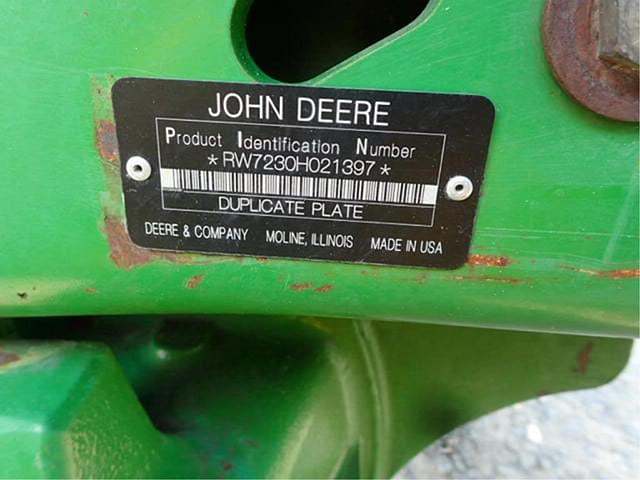 JOHN DEERE
Product Identification Number
*RW7230H021397*
DUPLICATE PLATE
DEERE & COMPANY MOLINE, ILLINOIS MADE IN USA